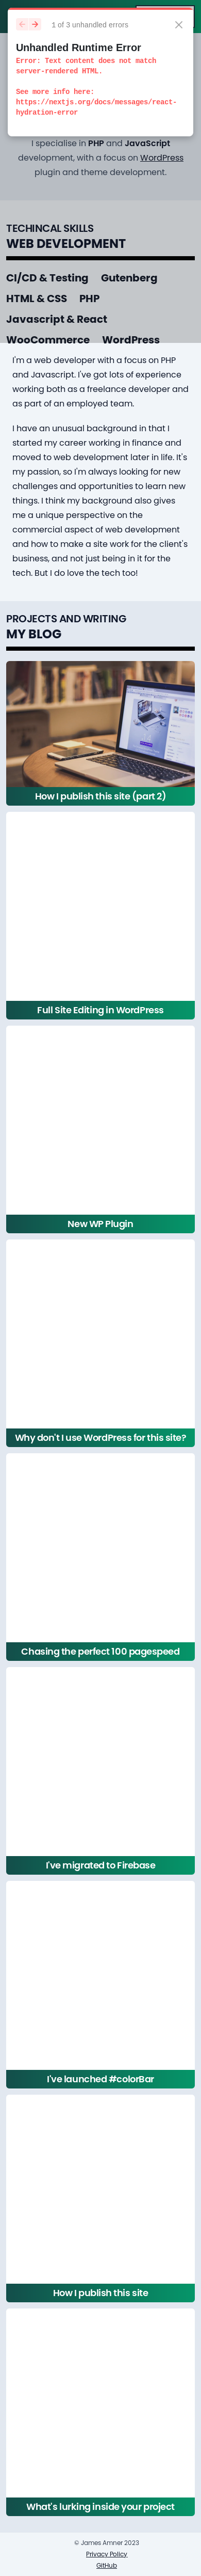 1 of 3 unhandled errors
Unhandled Runtime Error
Error: Text content does not match
server-rendered HTML.
See more info here:
https://nextjs.org/docs/messages/react-
hydration-error
I specialise in PHP and JavaScript
development, with a focus on WordPress
plugin and theme development.
TECHINCAL SKILLS
WEB DEVELOPMENT
CI/CD & Testing Gutenberg
HTML & CSS PHP
Javascript & React
WooCommerce WordPress
I'm a web developer with a focus on PHP
and Javascript. I've got lots of experience
working both as a freelance developer and
as part of an employed team.
I have an unusual background in that I
started my career working in finance and
moved to web development later in life. It's
my passion, so I'm always looking for new
challenges and opportunities to learn new
things. I think my background also gives
me a unique perspective on the
commercial aspect of web development
and how to make a site work for the client's
business, and not just being in it for the
tech. But I do love the tech too!
PROJECTS AND WRITING
MY BLOG
How I publish this site (part 2)
Full Site Editing in WordPress
New WP Plugin
Why don't I use WordPress for this site?
Chasing the perfect 100 pagespeed
I've migrated to Firebase
I've launched #colorBar
How I publish this site
What's lurking inside your project
© James Amner 2023
Privacy Policy
GitHub